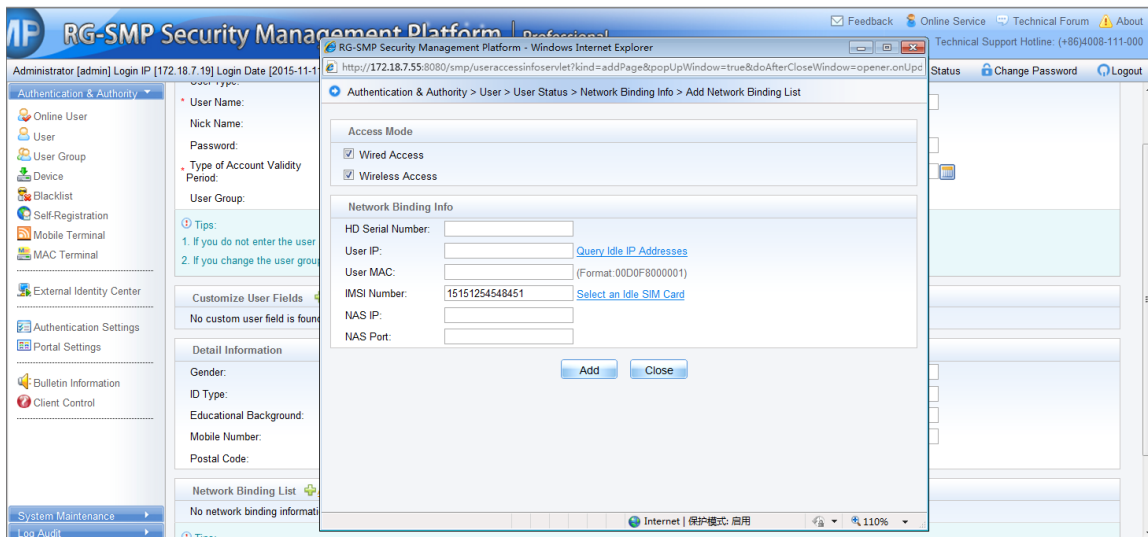 Feedback Online Service Technical Forum About
RG-SMP Security Management Platform Professional
Technical Support Hotline: (+86)4008-111-000
Administrator [admin] Login IP [172.18.7.19] Login Date [2015-11-1
Status Change Password Logout
Authentication & Authority
Online User
User
User Group
Device
Blacklist
Self-Registration
Mobile Terminal
MAC Terminal
External Identity Center
Authentication Settings
Portal Settings
Bulletin Information
Client Control
System Maintenance
Log Audit
User Type:
* User Name:
Nick Name:
Password:
* Type of Account Validity
Period:
User Group:
Tips:
1. If you do not enter the user
2. If you change the user group
Customize User Fields
No custom user field is found
Detail Information
Gender:
ID Type:
Educational Background:
Mobile Number:
Postal Code:
Network Binding List
No network binding informati
Tips:
RG-SMP Security Management Platform - Windows Internet Explorer
http://172.18.7.55:8080/smp/useraccessinfoservlet?kind=addPage&popUpWindow=true&doAfterCloseWindow=opener.onUpd
Authentication & Authority > User > User Status > Network Binding Info > Add Network Binding List
Access Mode
Wired Access
Wireless Access
Network Binding Info
HD Serial Number:
User IP: Query Idle IP Addresses
User MAC: (Format:00D0F8000001)
IMSI Number: 15151254548451 Select an Idle SIM Card
NAS IP:
NAS Port:
Add Close
Internet | 保护模式: 启用 110%